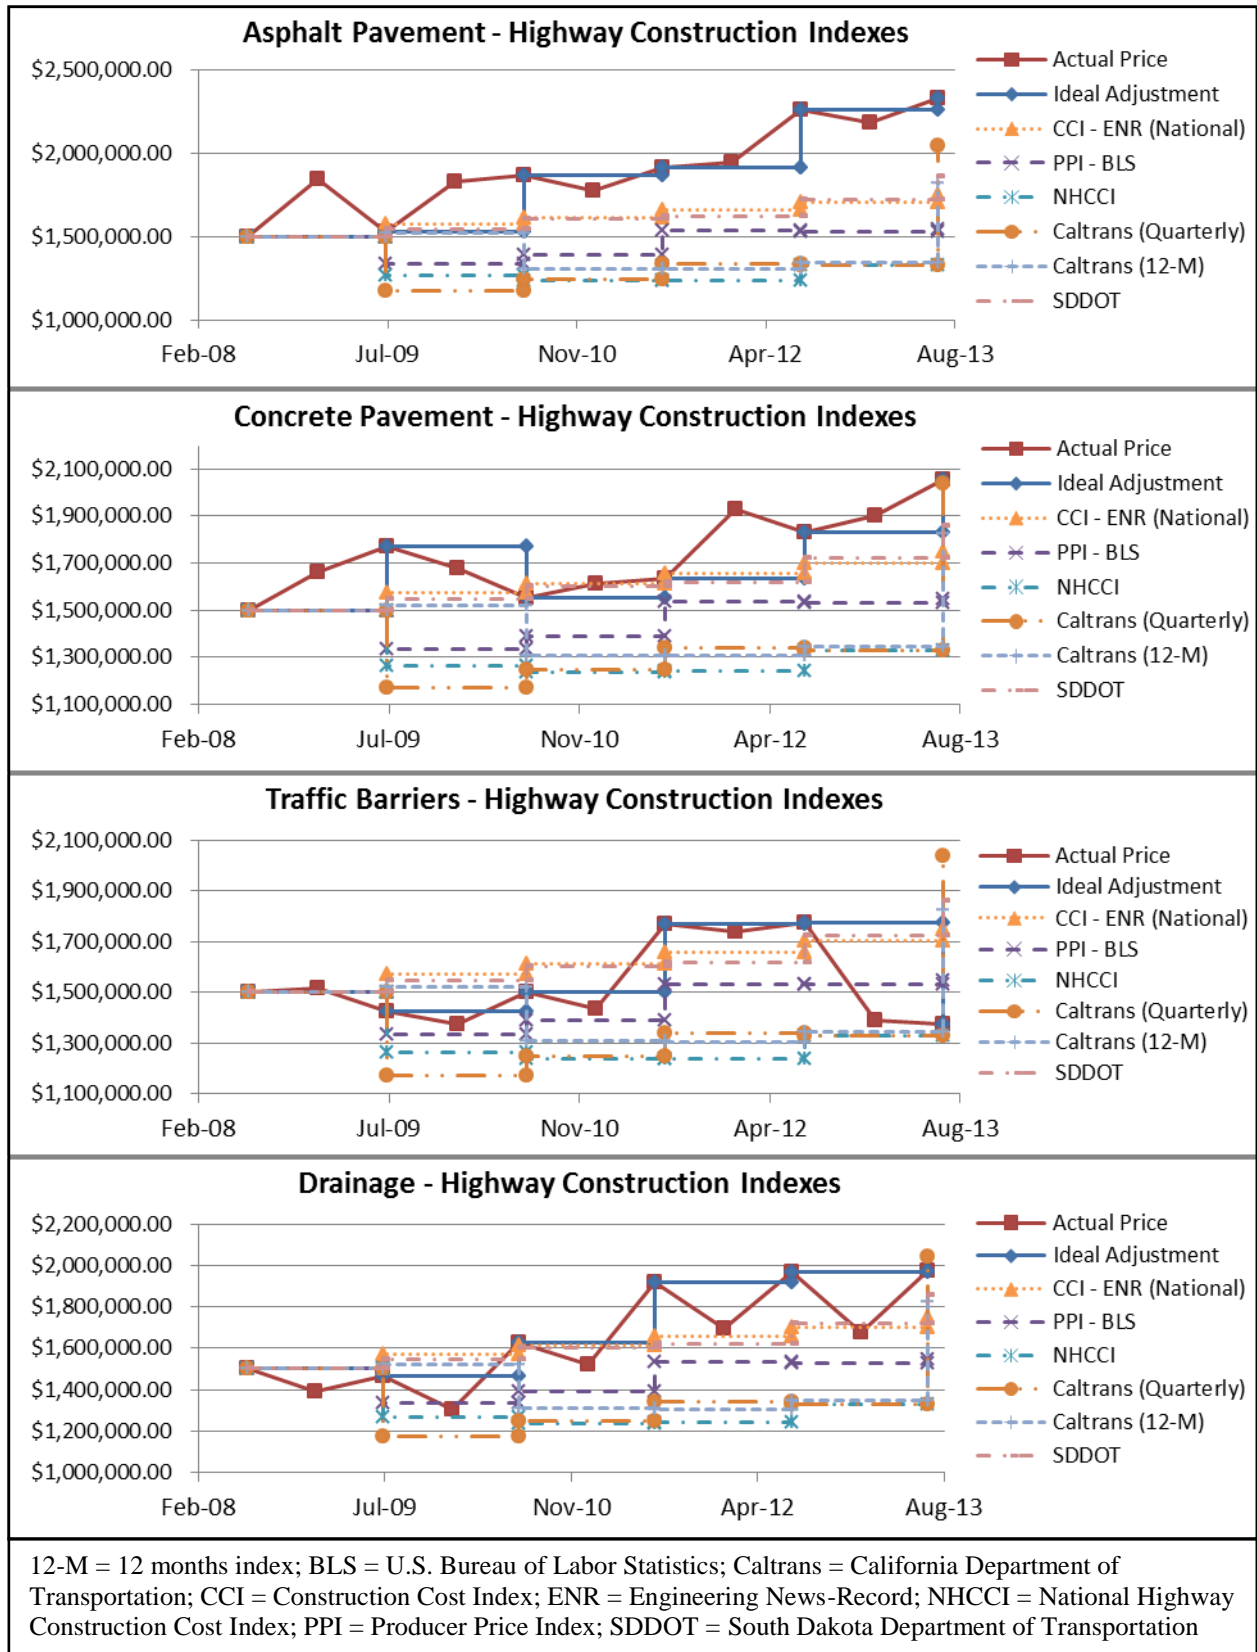 Asphalt Pavement - Highway Construction Indexes
$2,500,000.00
$2,000,000.00
$1,500,000.00
$1,000,000.00
Feb-08 Jul-09 Nov-10 Apr-12 Aug-13
Actual Price
Ideal Adjustment
CCI - ENR (National)
PPI - BLS
NHCCI
Caltrans (Quarterly)
Caltrans (12-M)
SDDOT
Concrete Pavement - Highway Construction Indexes
$2,100,000.00
$1,900,000.00
$1,700,000.00
$1,500,000.00
$1,300,000.00
$1,100,000.00
Feb-08 Jul-09 Nov-10 Apr-12 Aug-13
Actual Price
Ideal Adjustment
CCI - ENR (National)
PPI - BLS
NHCCI
Caltrans (Quarterly)
Caltrans (12-M)
SDDOT
Traffic Barriers - Highway Construction Indexes
$2,100,000.00
$1,900,000.00
$1,700,000.00
$1,500,000.00
$1,300,000.00
$1,100,000.00
Feb-08 Jul-09 Nov-10 Apr-12 Aug-13
Actual Price
Ideal Adjustment
CCI - ENR (National)
PPI - BLS
NHCCI
Caltrans (Quarterly)
Caltrans (12-M)
SDDOT
Drainage - Highway Construction Indexes
$2,200,000.00
$2,000,000.00
$1,800,000.00
$1,600,000.00
$1,400,000.00
$1,200,000.00
$1,000,000.00
Feb-08 Jul-09 Nov-10 Apr-12 Aug-13
Actual Price
Ideal Adjustment
CCI - ENR (National)
PPI - BLS
NHCCI
Caltrans (Quarterly)
Caltrans (12-M)
SDDOT
12-M = 12 months index; BLS = U.S. Bureau of Labor Statistics; Caltrans = California Department of
Transportation; CCI = Construction Cost Index; ENR = Engineering News-Record; NHCCI = National Highway
Construction Cost Index; PPI = Producer Price Index; SDDOT = South Dakota Department of Transportation